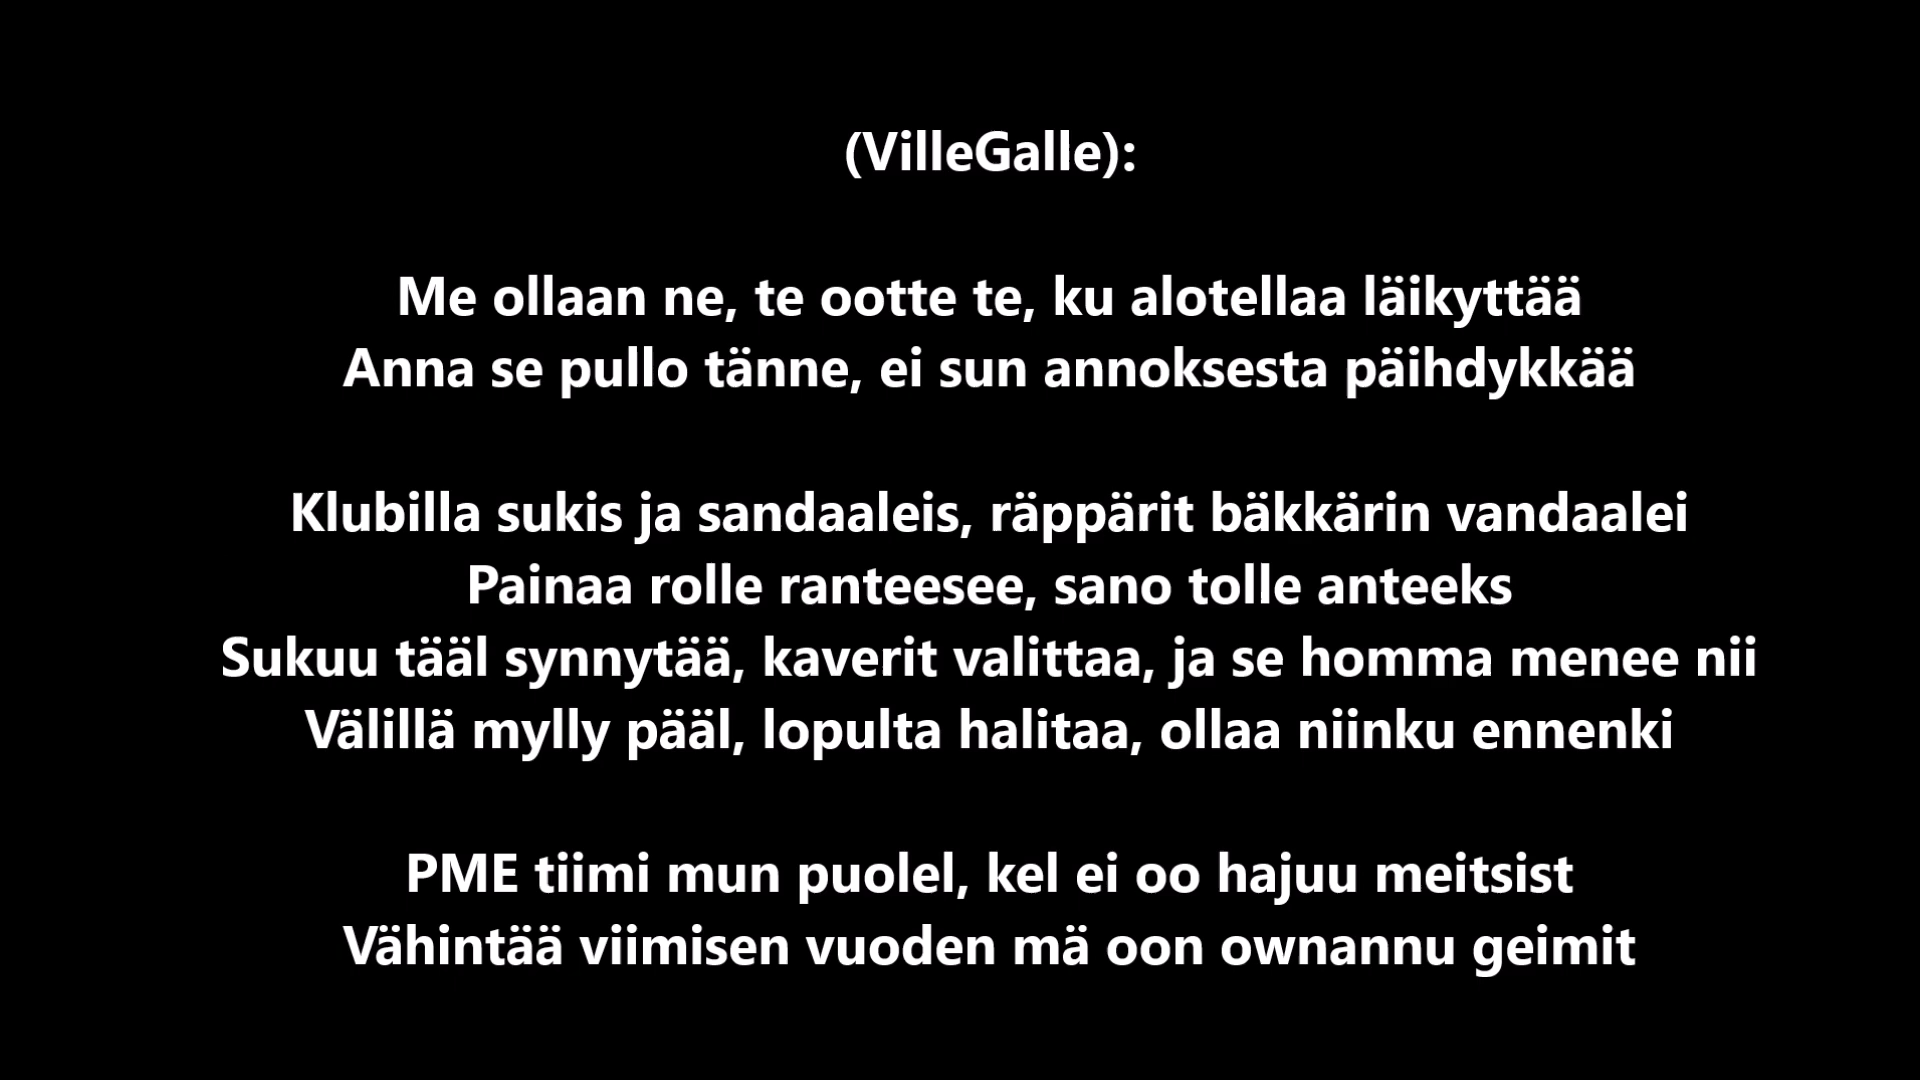 (VilleGalle):
Me ollaan ne, te ootte te, ku alotellaa läikyttää
Anna se pullo tänne, ei sun annoksesta päihdykkää
Klubilla sukis ja sandaaleis, räppärit bäkkärin vandaalei
Painaa rolle ranteesee, sano tolle anteeks
Sukuu tääl synnytää, kaverit valittaa, ja se homma menee nii
Välillä mylly pääl, lopulta halitaa, ollaa niinku ennenki
PME tiimi mun puolel, kel ei oo hajuu meitsist
Vähintää viimisen vuoden mä oon ownannu geimit